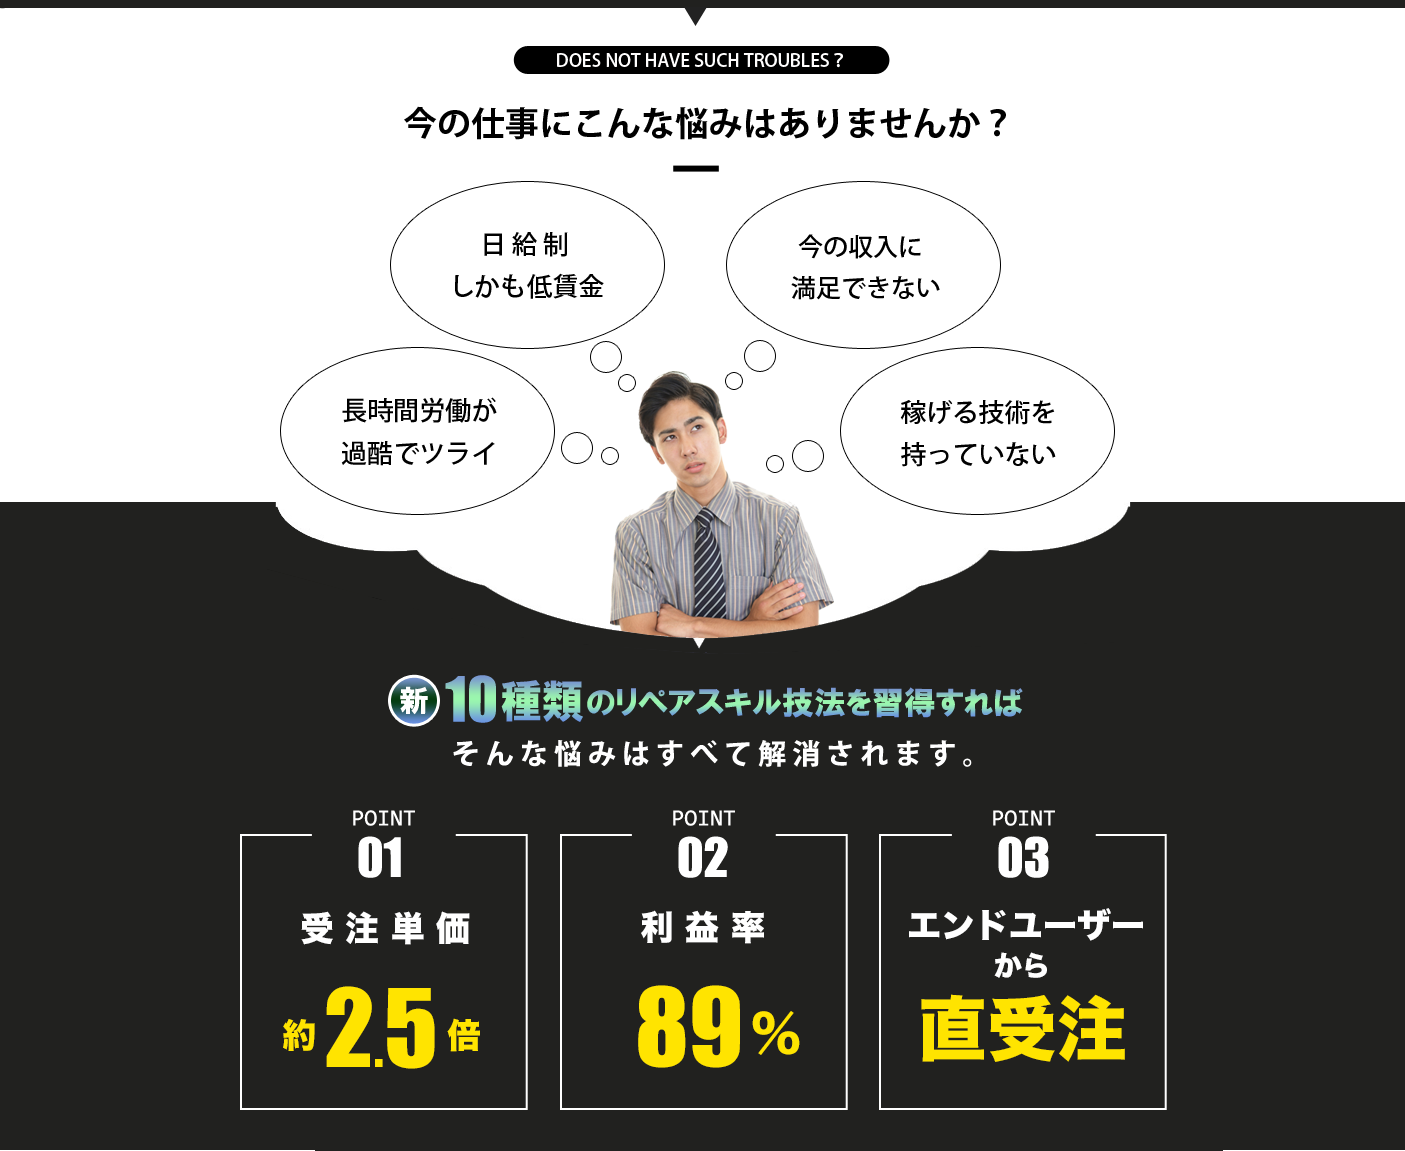 DOES NOT HAVE SUCH TROUBLES ?
今の仕事にこんな悩みはありませんか？
日給制
しかも低賃金
今の収入に
満足できない
長時間労働が
過酷でツライ
稼げる技術を
持っていない
新 10種類のリペアスキル技法を習得すれば
そんな悩みはすべて解消されます。
POINT
01
受注単価
約2.5倍
POINT
02
利益率
89%
POINT
03
エンドユーザー
から
直受注